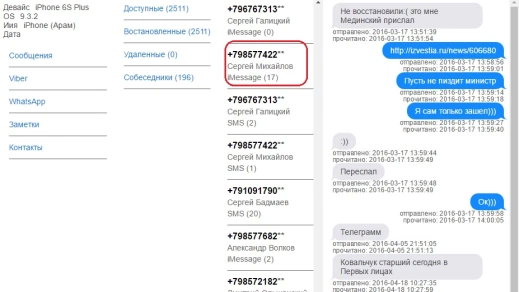 Девайс iPhone 6S Plus
OS 9.3.2
Имя iPhone (Арам)
Дата
Сообщения
Viber
WhatsApp
Заметки
Контакты
Доступные (2511)
Востановленные (2511)
Удаленные (0)
Собеседники (196)
+796767313**
Сергей Галицкий
iMessage (0)
+798577422**
Сергей Михайлов
iMessage (17)
+796767313**
Сергей Галицкий
SMS (2)
+798577422**
Сергей Михайлов
SMS (1)
+791091790**
Сергей Бадмаев
SMS (20)
+798577682**
Александр Волков
iMessage (2)
+798572182**
Не восстановили:( это мне
Мединский прислал
отправлено: 2016-03-17 13:51:39
прочитано: 2016-03-17 13:51:54
http://izvestia.ru/news/606680
отправлено: 2016-03-17 13:58:56
прочитано: 2016-03-17 13:59:01
Пусть не пиздит министр
отправлено: 2016-03-17 13:59:14
прочитано: 2016-03-17 13:59:18
Я сам только зашел)))
отправлено: 2016-03-17 13:59:27
прочитано: 2016-03-17 13:59:40
:))
отправлено: 2016-03-17 13:59:44
прочитано: 2016-03-17 13:59:49
Переслал
отправлено: 2016-03-17 13:59:48
прочитано: 2016-03-17 13:59:49
Ок)))
отправлено: 2016-03-17 13:59:58
прочитано: 2016-03-17 14:00:05
Телеграмм
отправлено: 2016-04-05 21:51:05
прочитано: 2016-04-05 21:51:13
Ковальчук старший сегодня в
Первых лицах
отправлено: 2016-04-18 10:27:35
прочитано: 2016-04-18 10:27:59